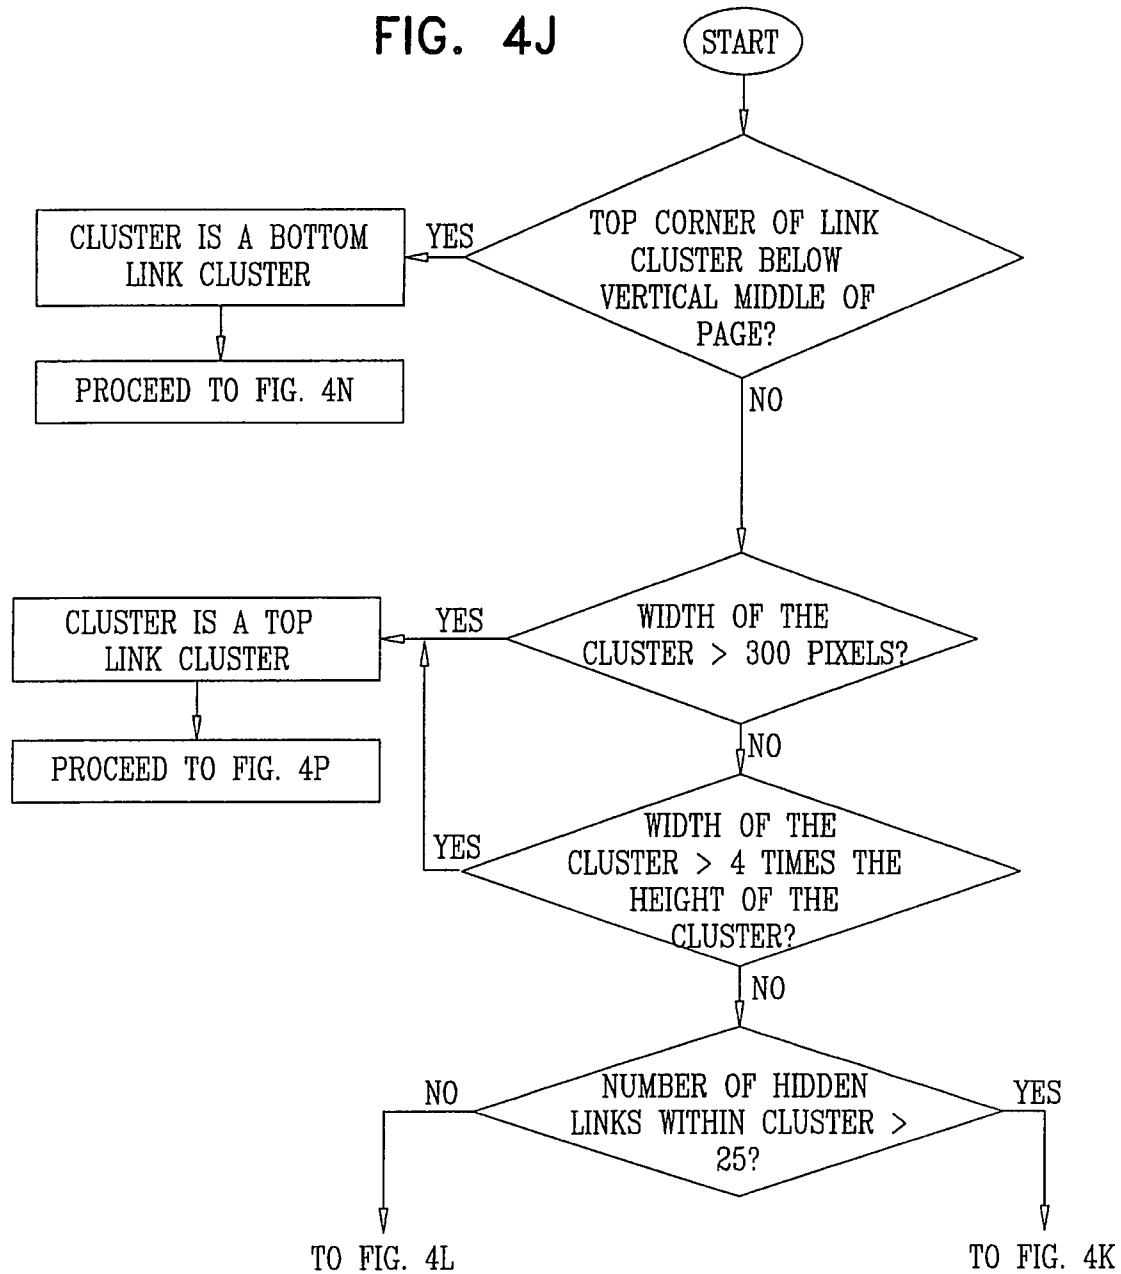 FIG. 4J
START
TOP CORNER OF LINK
CLUSTER BELOW
VERTICAL MIDDLE OF
PAGE?
YES
CLUSTER IS A BOTTOM
LINK CLUSTER
PROCEED TO FIG. 4N
NO
WIDTH OF THE
CLUSTER > 300 PIXELS?
YES
CLUSTER IS A TOP
LINK CLUSTER
PROCEED TO FIG. 4P
NO
WIDTH OF THE
CLUSTER > 4 TIMES THE
HEIGHT OF THE
CLUSTER?
YES
NO
NUMBER OF HIDDEN
LINKS WITHIN CLUSTER >
25?
NO
YES
TO FIG. 4L
TO FIG. 4K